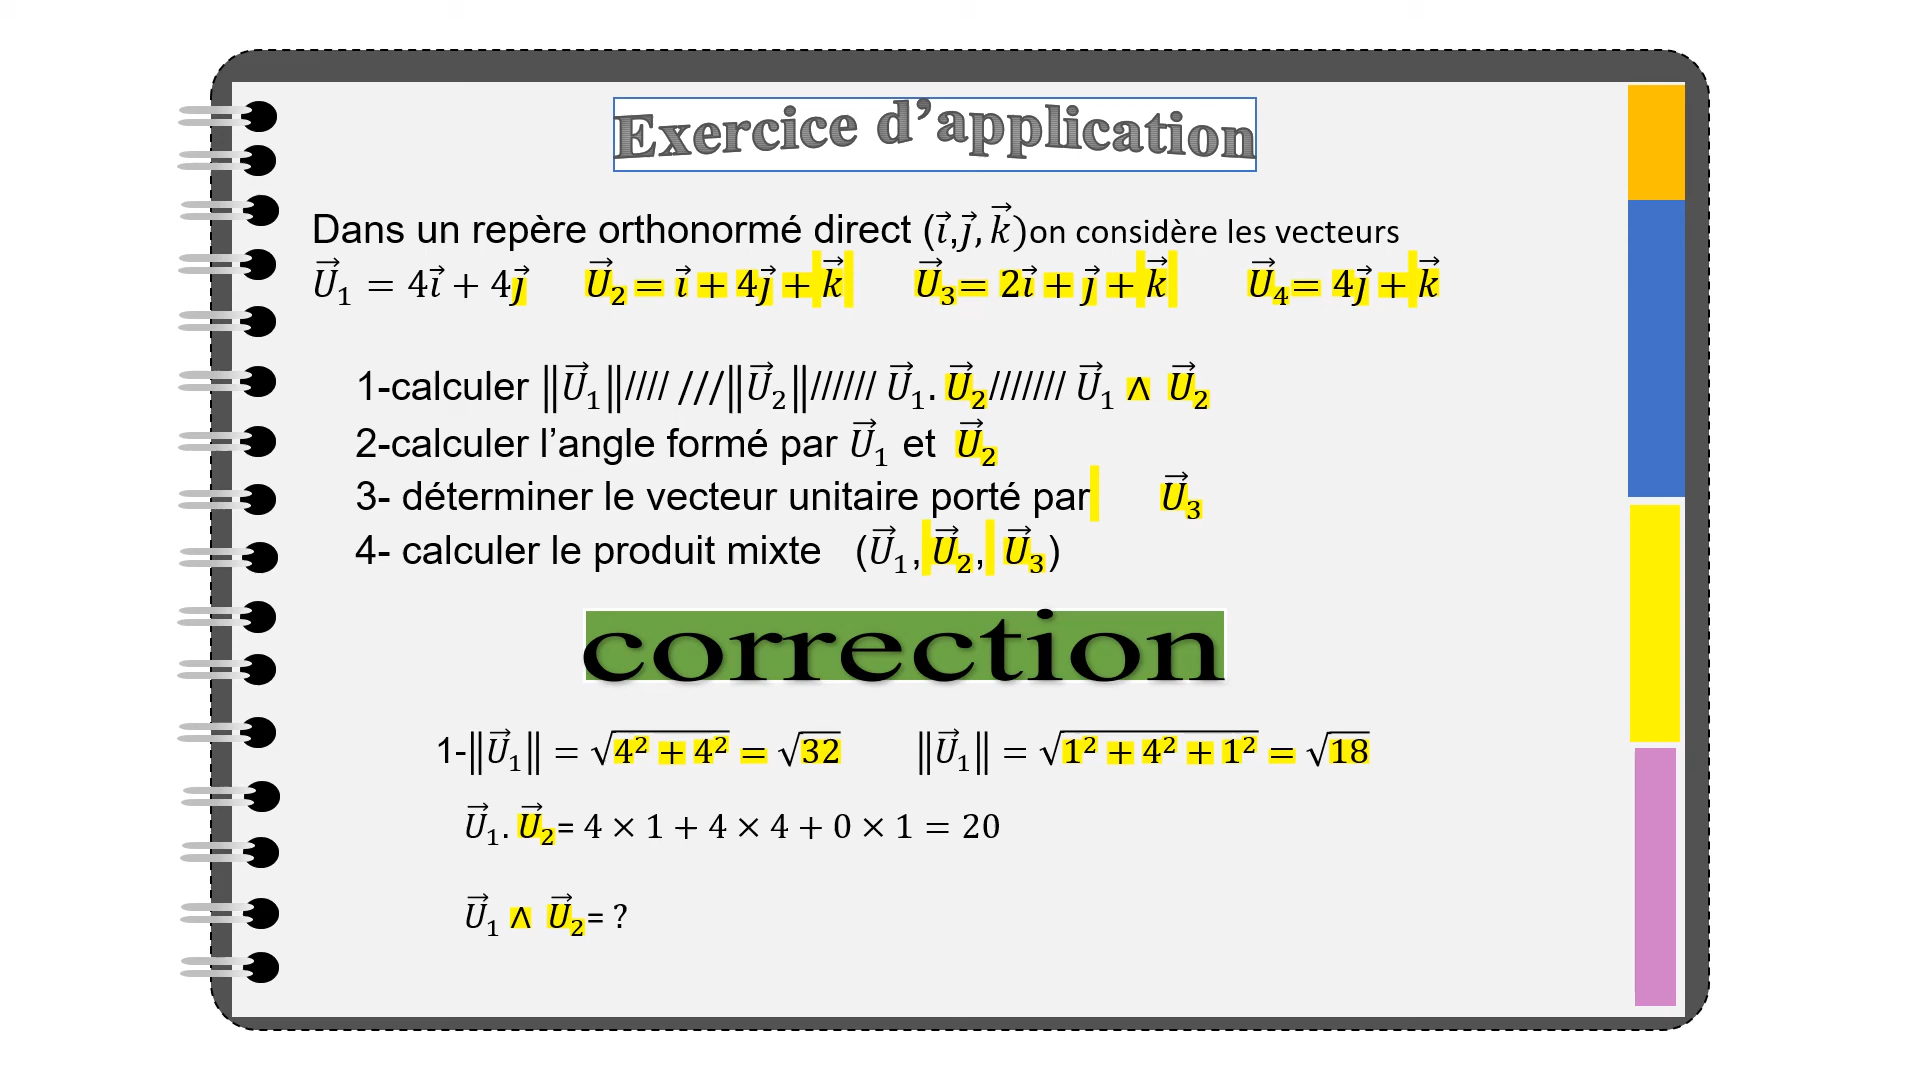 Exercice d’application
Dans un repère orthonormé direct (i⃗,j⃗, k⃗)on considère les vecteurs
U⃗₁ = 4i⃗ + 4j⃗ U⃗₂ = i⃗ + 4j⃗ + k⃗ U⃗₃= 2i⃗ + j⃗ + k⃗ U⃗₄= 4j⃗ + k⃗
1-calculer ‖U⃗₁‖//// ///‖U⃗₂‖////// U⃗₁. U⃗₂/////// U⃗₁ ∧ U⃗₂
2-calculer l’angle formé par U⃗₁ et U⃗₂
3- déterminer le vecteur unitaire porté par U⃗₃
4- calculer le produit mixte (U⃗₁, U⃗₂, U⃗₃)
correction
1-‖U⃗₁‖ = √(4² + 4²) = √32 ‖U⃗₁‖ = √(1² + 4² + 1²) = √18
U⃗₁. U⃗₂= 4 × 1 + 4 × 4 + 0 × 1 = 20
U⃗₁ ∧ U⃗₂= ?